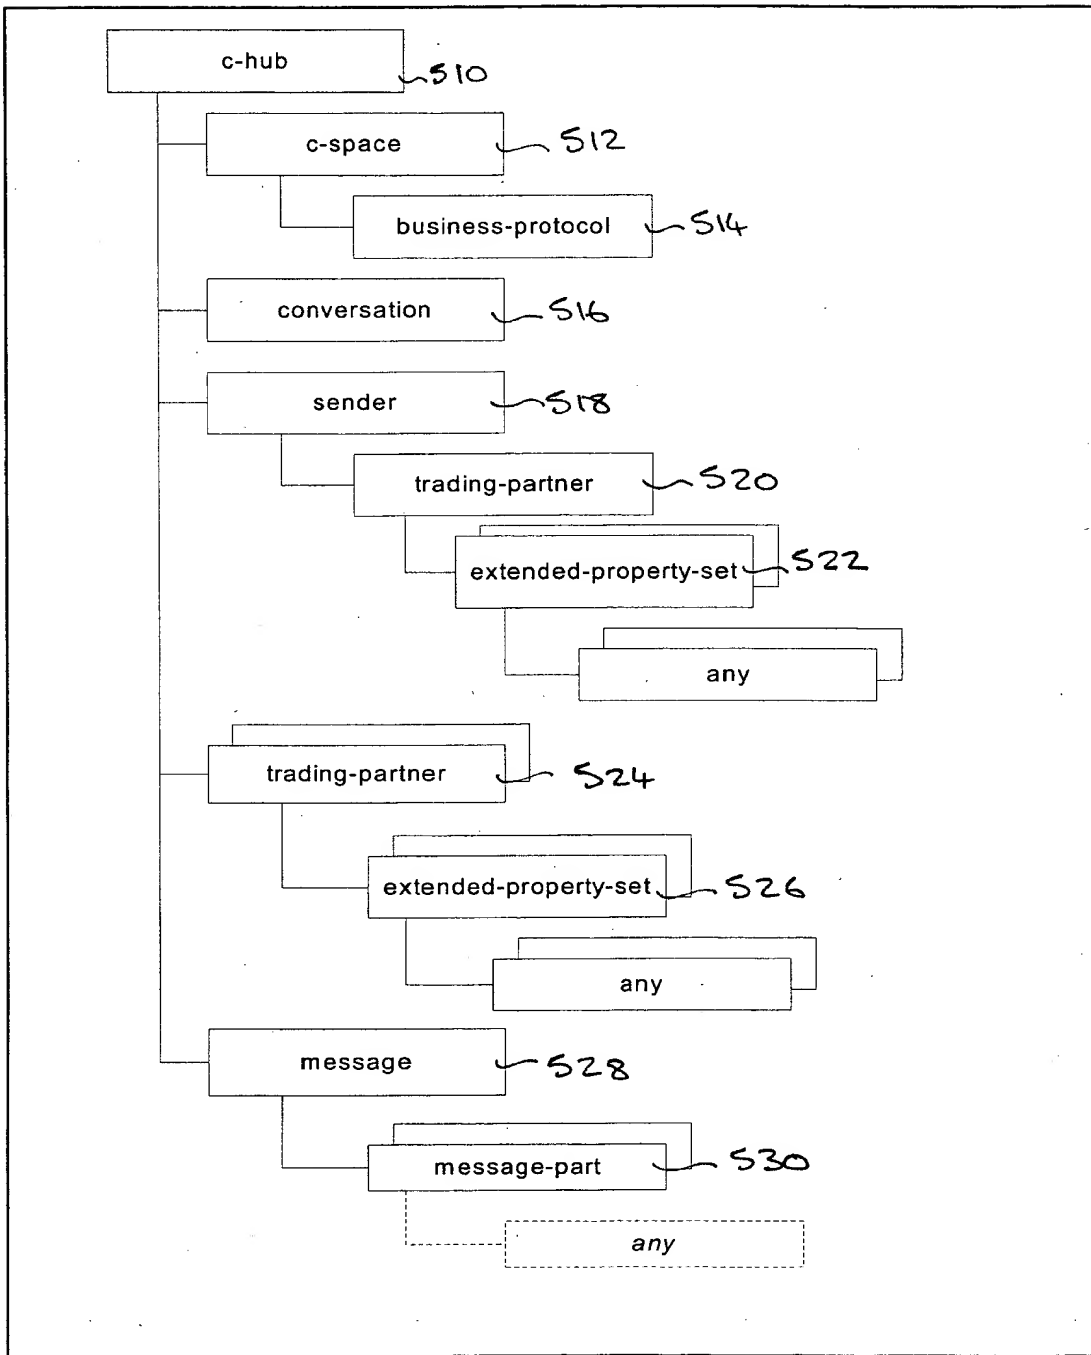 c-hub 510
c-space 512
business-protocol 514
conversation 516
sender 518
trading-partner 520
extended-property-set 522
any
trading-partner 524
extended-property-set 526
any
message 528
message-part 530
any